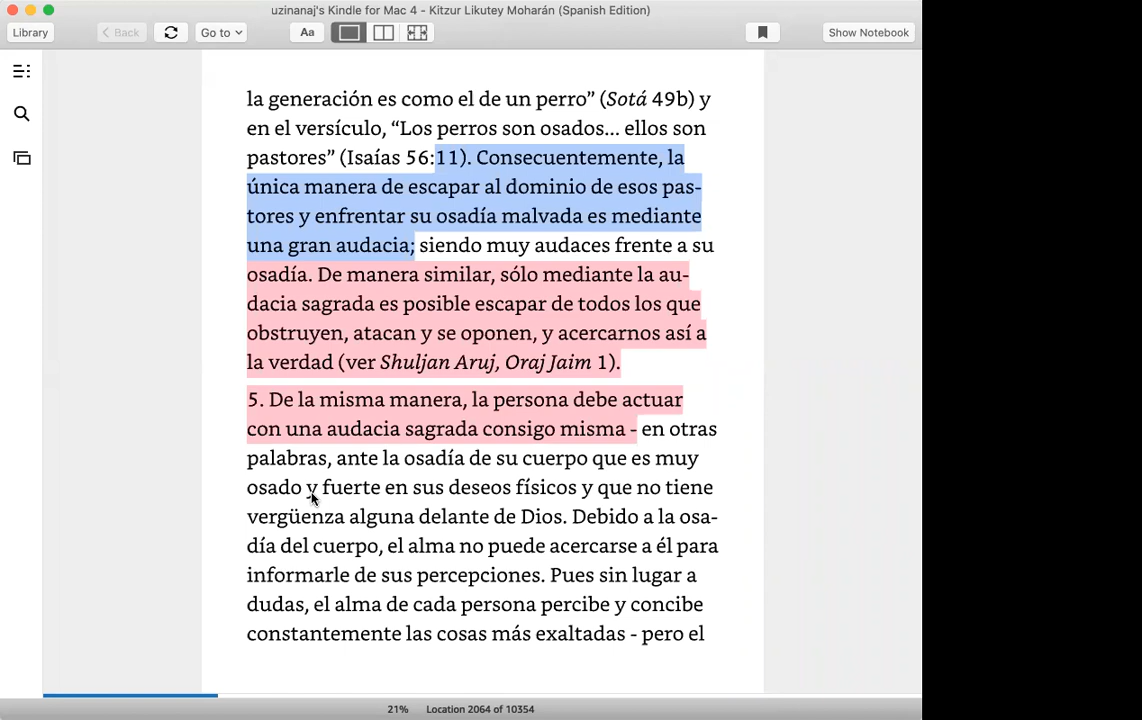 uzinanaj's Kindle for Mac 4 - Kitzur Likutey Moharán (Spanish Edition)
Library
Back
Go to
Aa
Show Notebook
la generación es como el de un perro” (Sotá 49b) y
en el versículo, “Los perros son osados... ellos son
pastores” (Isaías 56:11). Consecuentemente, la
única manera de escapar al dominio de esos pas-
tores y enfrentar su osadía malvada es mediante
una gran audacia; siendo muy audaces frente a su
osadía. De manera similar, sólo mediante la au-
dacia sagrada es posible escapar de todos los que
obstruyen, atacan y se oponen, y acercarnos así a
la verdad (ver Shuljan Aruj, Oraj Jaim 1).
5. De la misma manera, la persona debe actuar
con una audacia sagrada consigo misma - en otras
palabras, ante la osadía de su cuerpo que es muy
osado y fuerte en sus deseos físicos y que no tiene
vergüenza alguna delante de Dios. Debido a la osa-
día del cuerpo, el alma no puede acercarse a él para
informarle de sus percepciones. Pues sin lugar a
dudas, el alma de cada persona percibe y concibe
constantemente las cosas más exaltadas - pero el
21% Location 2064 of 10354